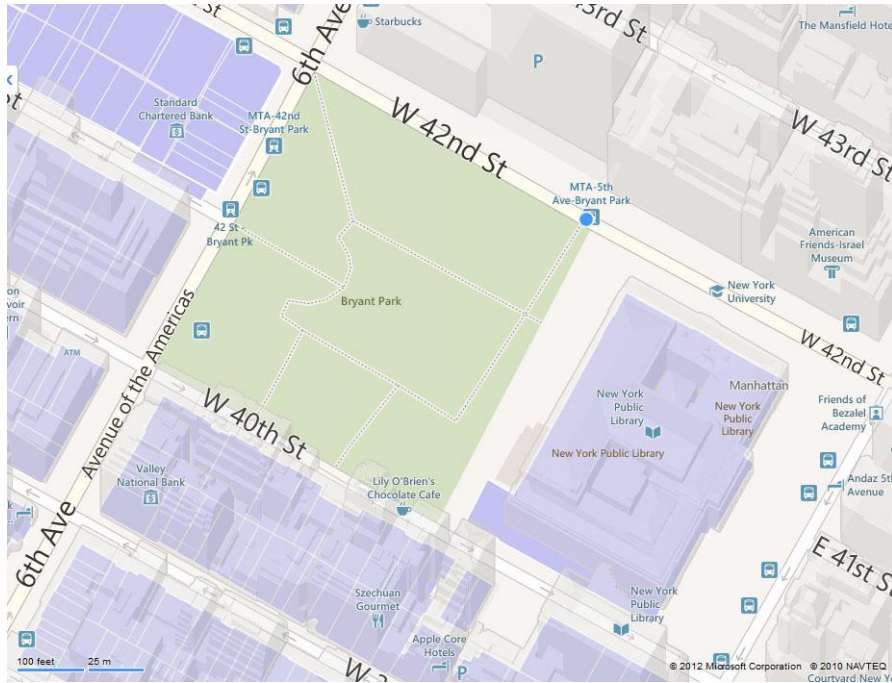 6th Ave
Starbucks
43rd St
The Mansfield Hote
P
St
Standard
Chartered Bank
MTA-42nd
St-Bryant Park
W 42nd St
W 43rd St
MTA-5th
Ave-Bryant Park
42 St
Bryant Pk
American
Friends-Israel
Museum
New York
University
on
voir
ern
Bryant Park
ATM
Avenue of the Americas
W 42nd St
Manhattan
New York
Public
Library
New York
Public
Library
New York Public Library
Friends of
Bezalel
Academy
W 40th St
Valley
National Bank
Lily O'Brien's
Chocolate Cafe
Andaz 5th
Avenue
6th Ave
E 41st St
Szechuan
Gourmet
New York
Public
Library
Apple Core
Hotels
P
100 feet
25 m
© 2012 Microsoft Corporation
© 2010 NAVTEQ
Courtyard New Y